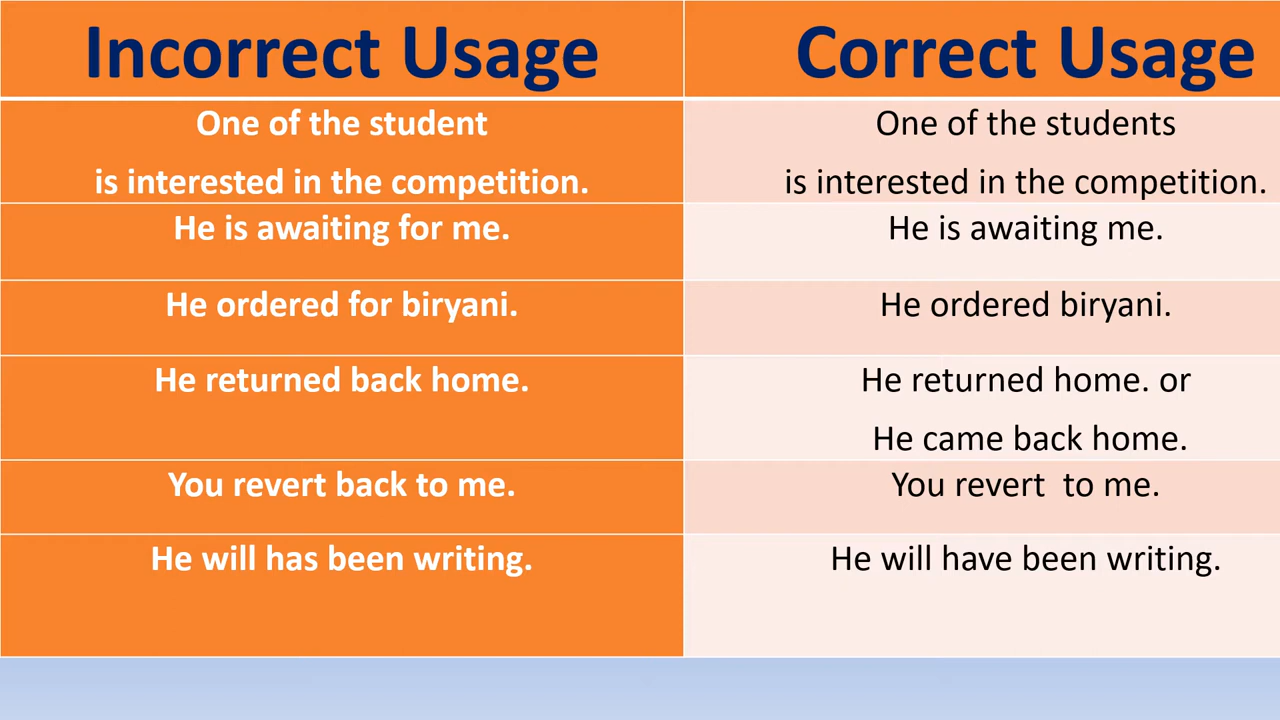 Incorrect Usage
Correct Usage
One of the student
is interested in the competition.
One of the students
is interested in the competition.
He is awaiting for me.
He is awaiting me.
He ordered for biryani.
He ordered biryani.
He returned back home.
He returned home. or
He came back home.
You revert back to me.
You revert  to me.
He will has been writing.
He will have been writing.